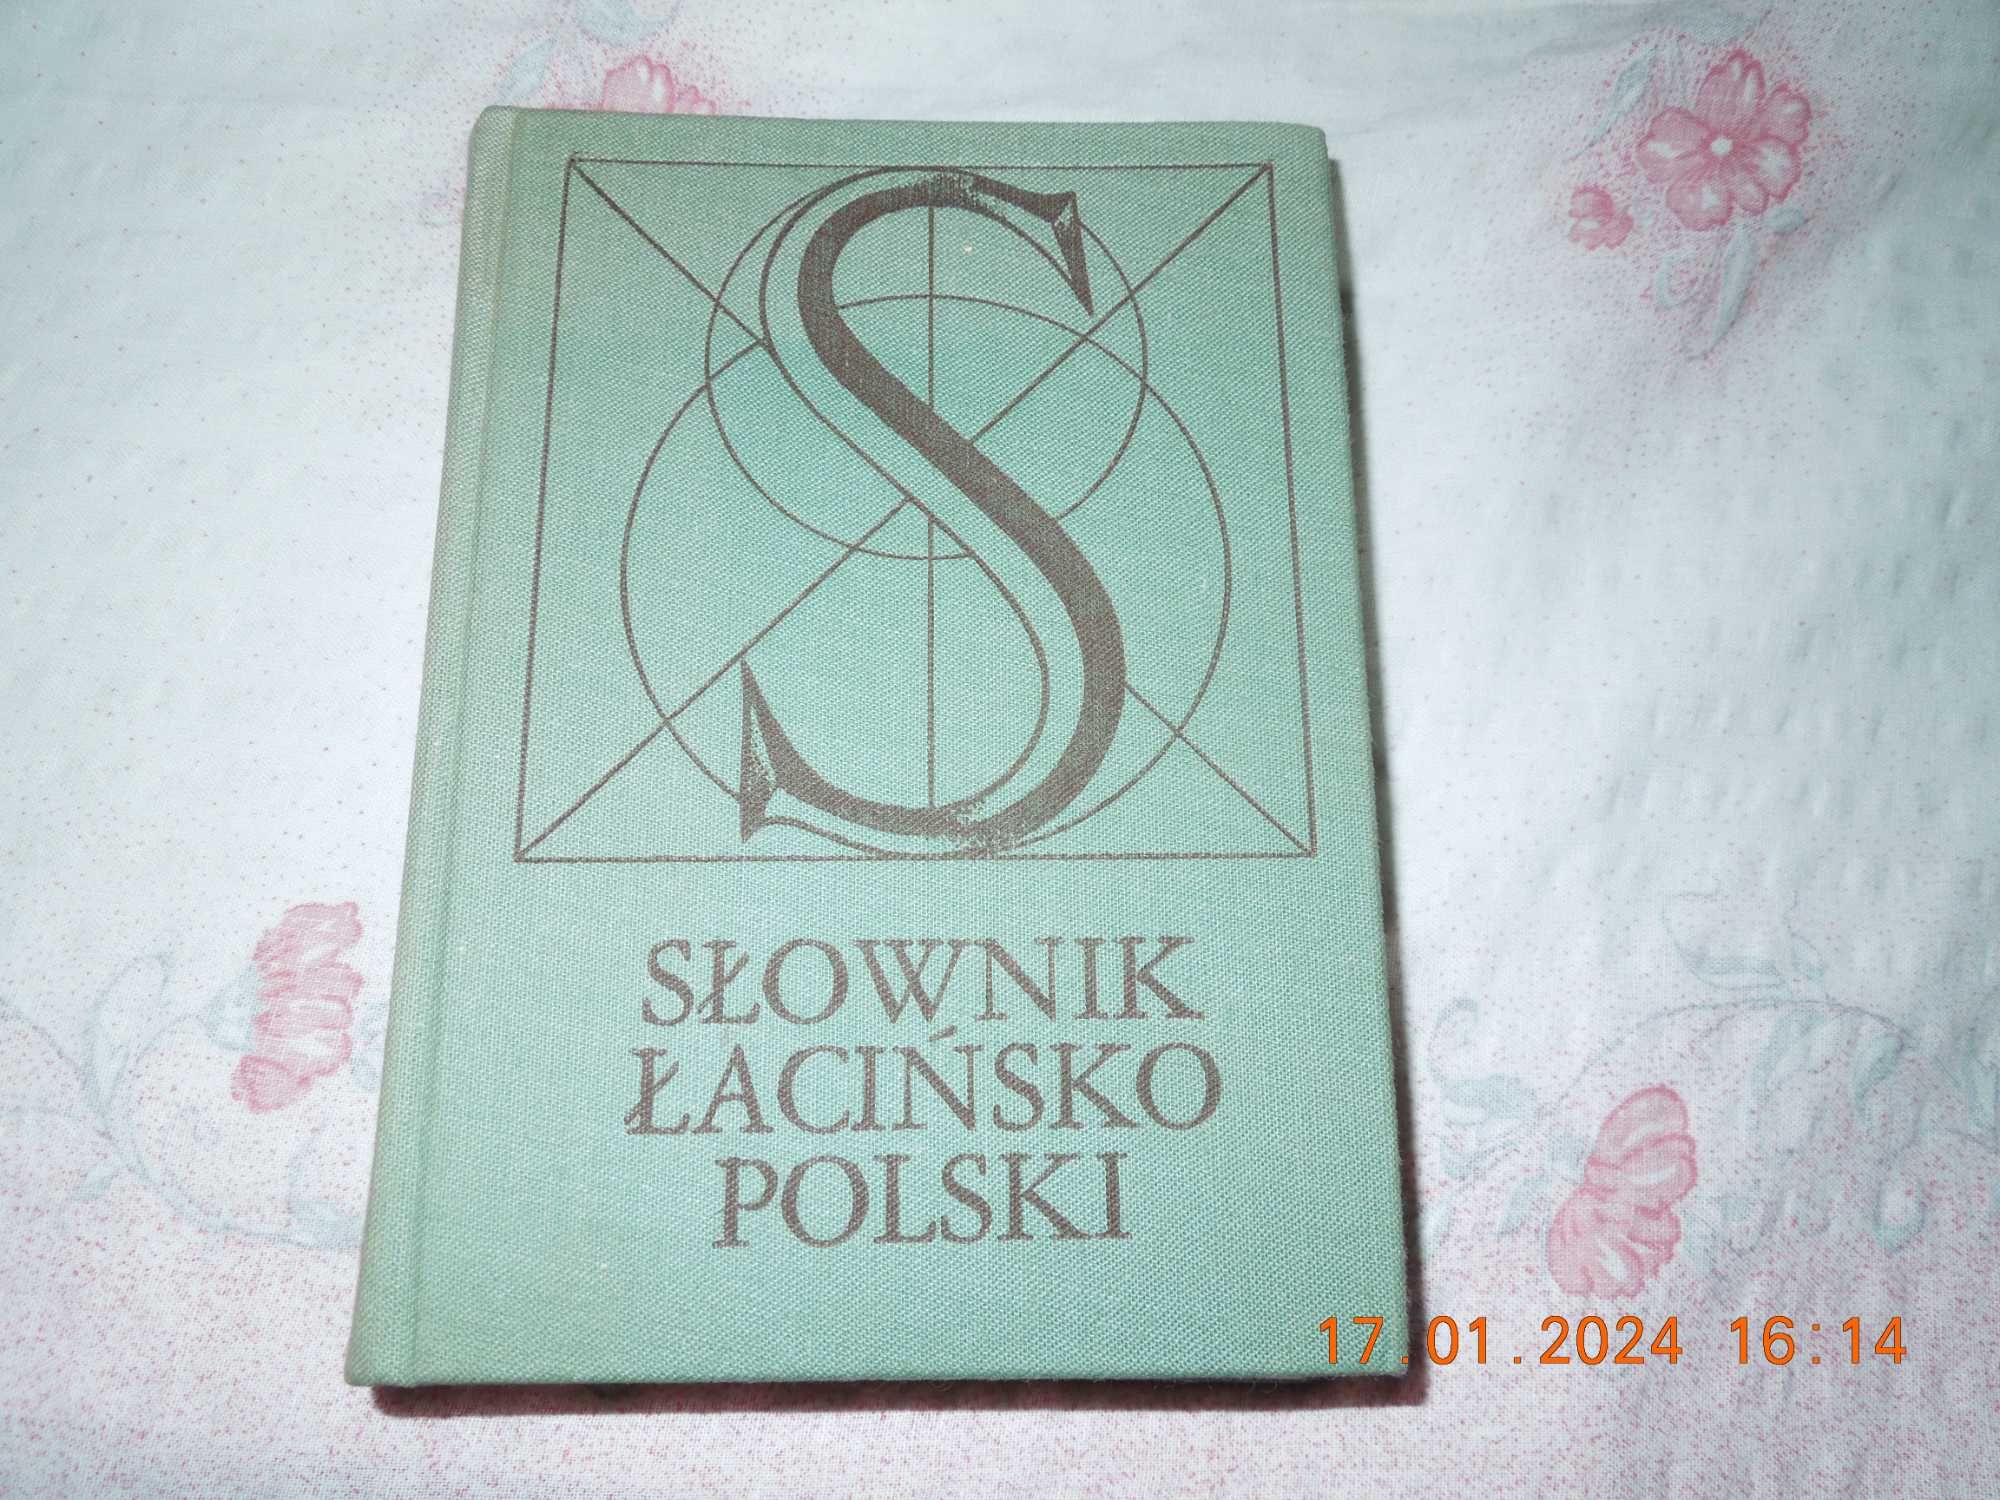 S
SŁOWNIK
ŁACIŃSKO
POLSKI
17.01.2024 16:14